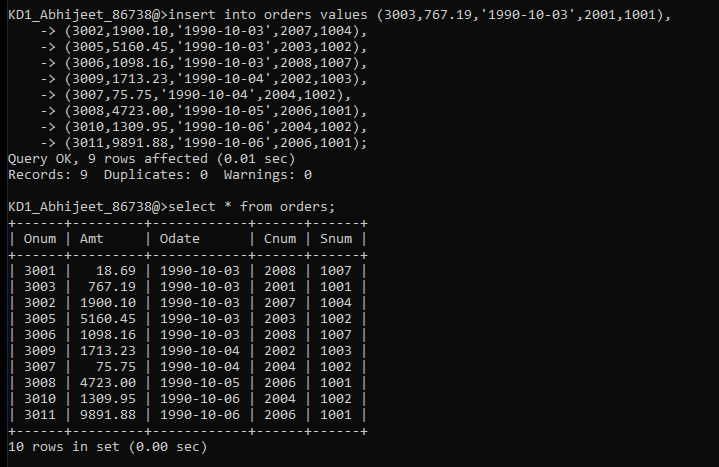 KD1_Abhijeet_86738@>insert into orders values (3003,767.19,'1990-10-03',2001,1001),
    -> (3002,1900.10,'1990-10-03',2007,1004),
    -> (3005,5160.45,'1990-10-03',2003,1002),
    -> (3006,1098.16,'1990-10-03',2008,1007),
    -> (3009,1713.23,'1990-10-04',2002,1003),
    -> (3007,75.75,'1990-10-04',2004,1002),
    -> (3008,4723.00,'1990-10-05',2006,1001),
    -> (3010,1309.95,'1990-10-06',2004,1002),
    -> (3011,9891.88,'1990-10-06',2006,1001);
Query OK, 9 rows affected (0.01 sec)
Records: 9  Duplicates: 0  Warnings: 0

KD1_Abhijeet_86738@>select * from orders;
+------+---------+------------+------+------+
| Onum | Amt     | Odate      | Cnum | Snum |
+------+---------+------------+------+------+
| 3001 |   18.69 | 1990-10-03 | 2008 | 1007 |
| 3003 |  767.19 | 1990-10-03 | 2001 | 1001 |
| 3002 | 1900.10 | 1990-10-03 | 2007 | 1004 |
| 3005 | 5160.45 | 1990-10-03 | 2003 | 1002 |
| 3006 | 1098.16 | 1990-10-03 | 2008 | 1007 |
| 3009 | 1713.23 | 1990-10-04 | 2002 | 1003 |
| 3007 |   75.75 | 1990-10-04 | 2004 | 1002 |
| 3008 | 4723.00 | 1990-10-05 | 2006 | 1001 |
| 3010 | 1309.95 | 1990-10-06 | 2004 | 1002 |
| 3011 | 9891.88 | 1990-10-06 | 2006 | 1001 |
+------+---------+------------+------+------+
10 rows in set (0.00 sec)